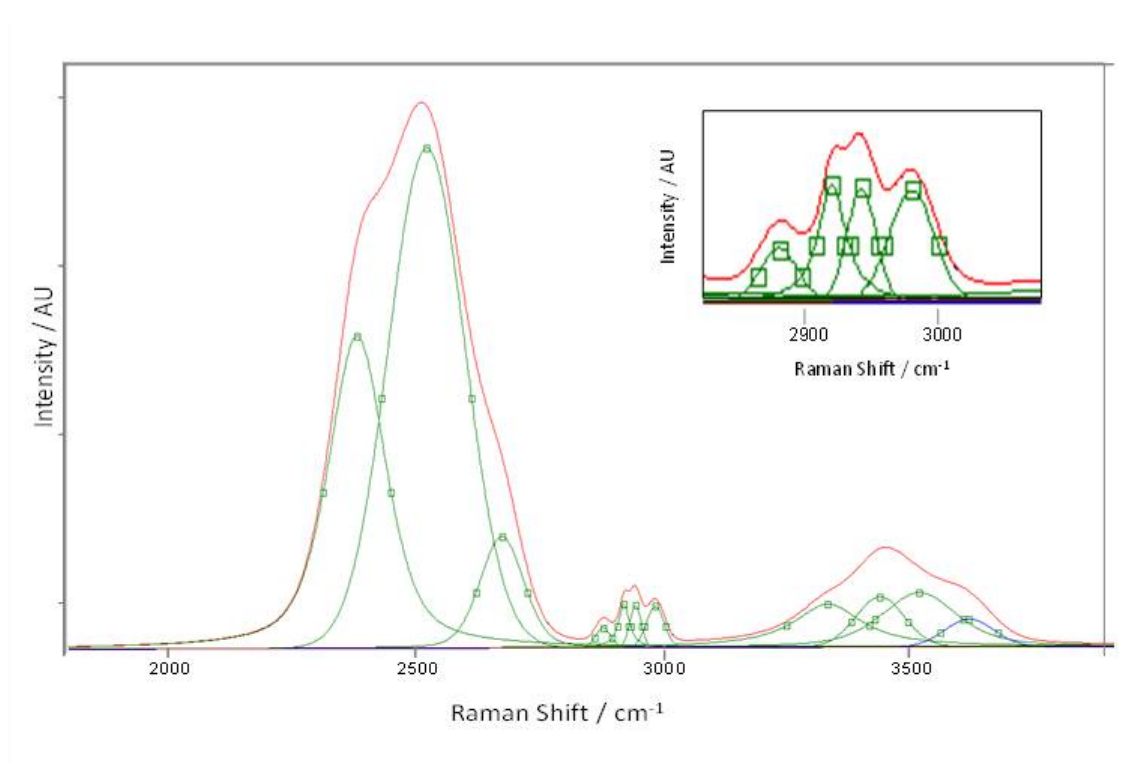 Intensity / AU
2000
2500
3000
3500
Raman Shift / cm-1
Intensity / AU
2900
3000
Raman Shift / cm-1